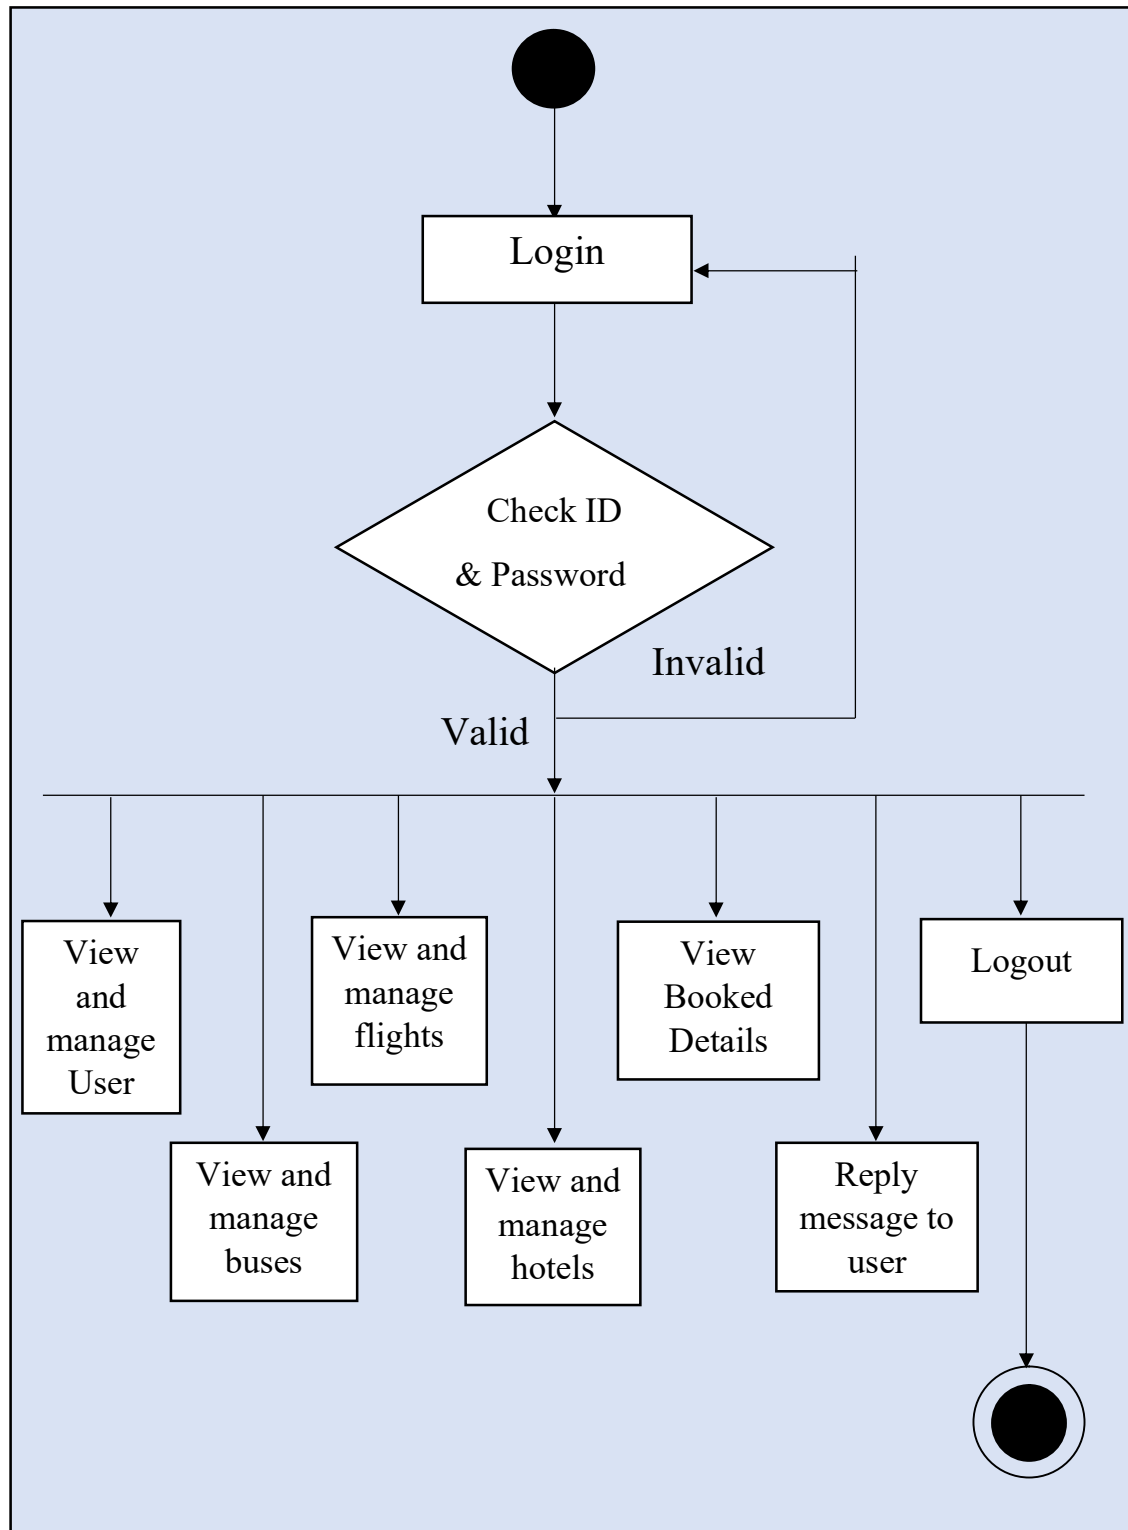 Login
Check ID
& Password
Invalid
Valid
View
and
manage
User
View and
manage
flights
View
Booked
Details
Logout
View and
manage
buses
View and
manage
hotels
Reply
message to
user